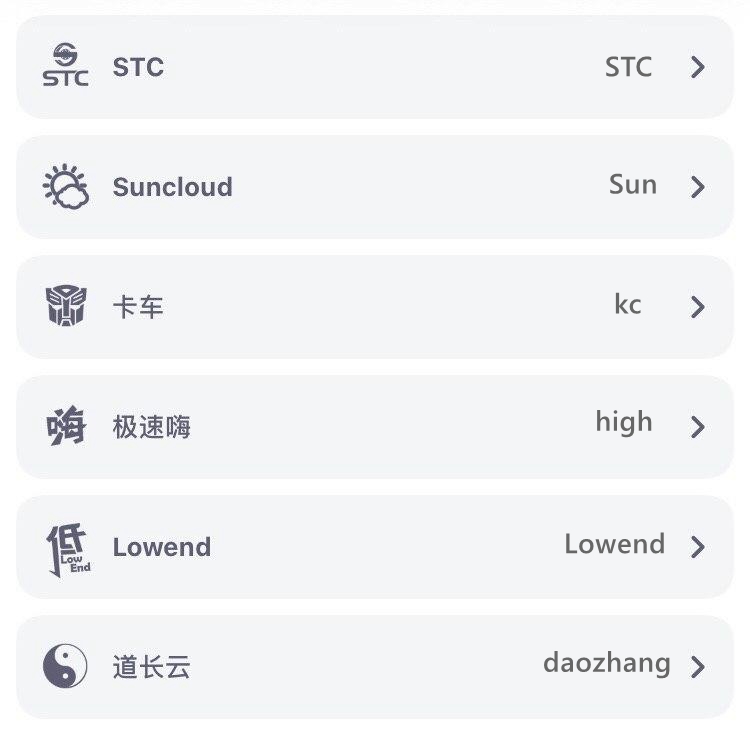 STC STC STC
Suncloud Sun
卡车 kc
嗨 极速嗨 high
低 Low End Lowend Lowend
道长云 daozhang